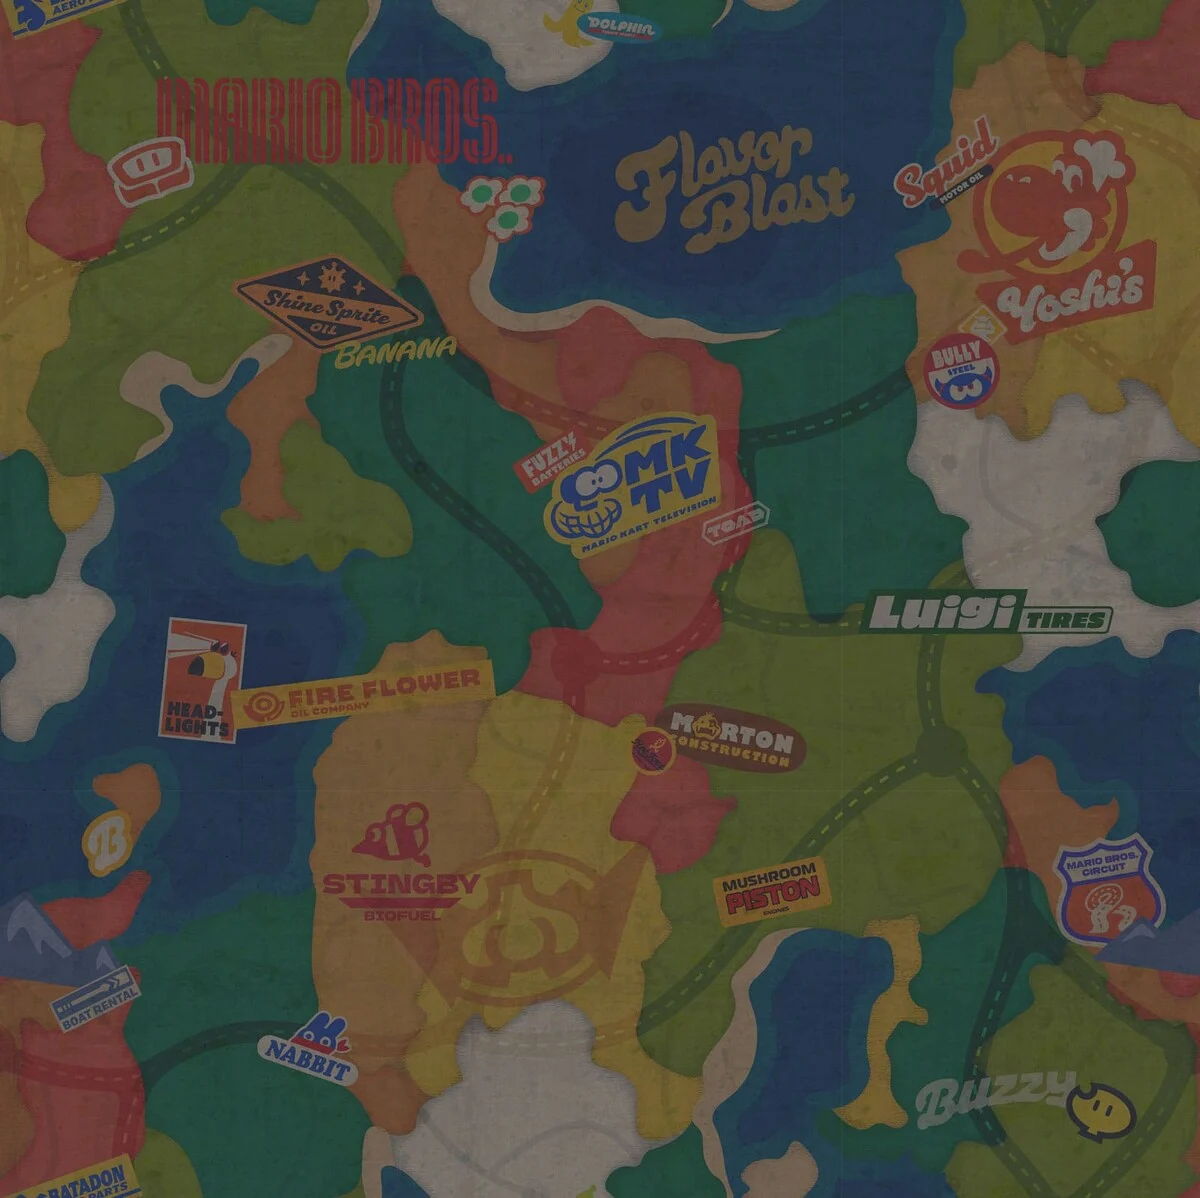 DOLPHIN
MARIO BROS.
Flavor
Blast
Squid
MOTOR OIL
Yoshi's
Shine Sprite
OIL
BANANA
BULLY
STEEL
FUZZY
BATTERIES
MK
TV
MARIO KART TELEVISION
TOAD
Luigi TIRES
HEAD-
LIGHTS
FIRE FLOWER
OIL COMPANY
MORTON
CONSTRUCTION
B
STINGBY
BIOFUEL
MUSHROOM
PISTON
ENGINES
MARIO BROS.
CIRCUIT
BOAT RENTAL
NABBIT
Buzzy
BATADON
PARTS